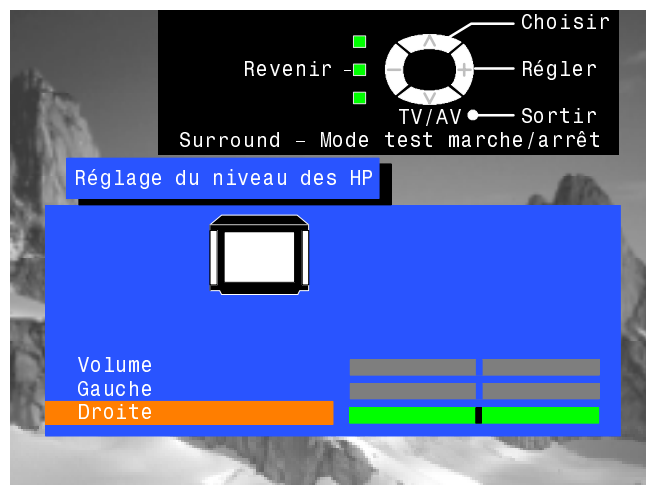 Choisir
Revenir
Régler
TV/AV
Sortir
Surround – Mode test marche/arrêt
Réglage du niveau des HP
Volume
Gauche
Droite